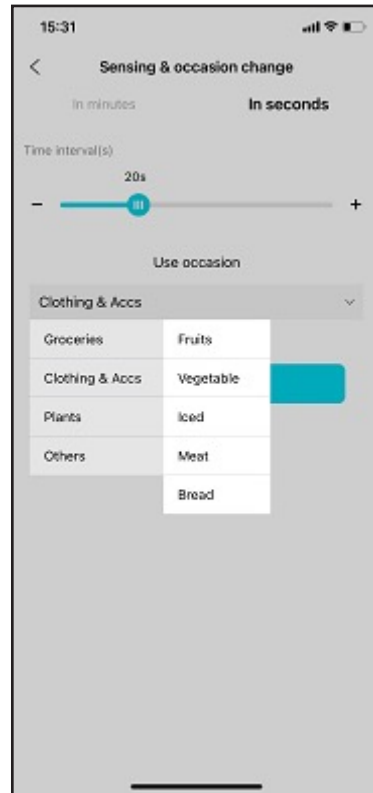 15:31
Sensing & occasion change
In minutes In seconds
Time interval(s)
20s
- +
Use occasion
Clothing & Accs
Groceries Fruits
Clothing & Accs Vegetable
Plants Iced
Others Meat
Bread